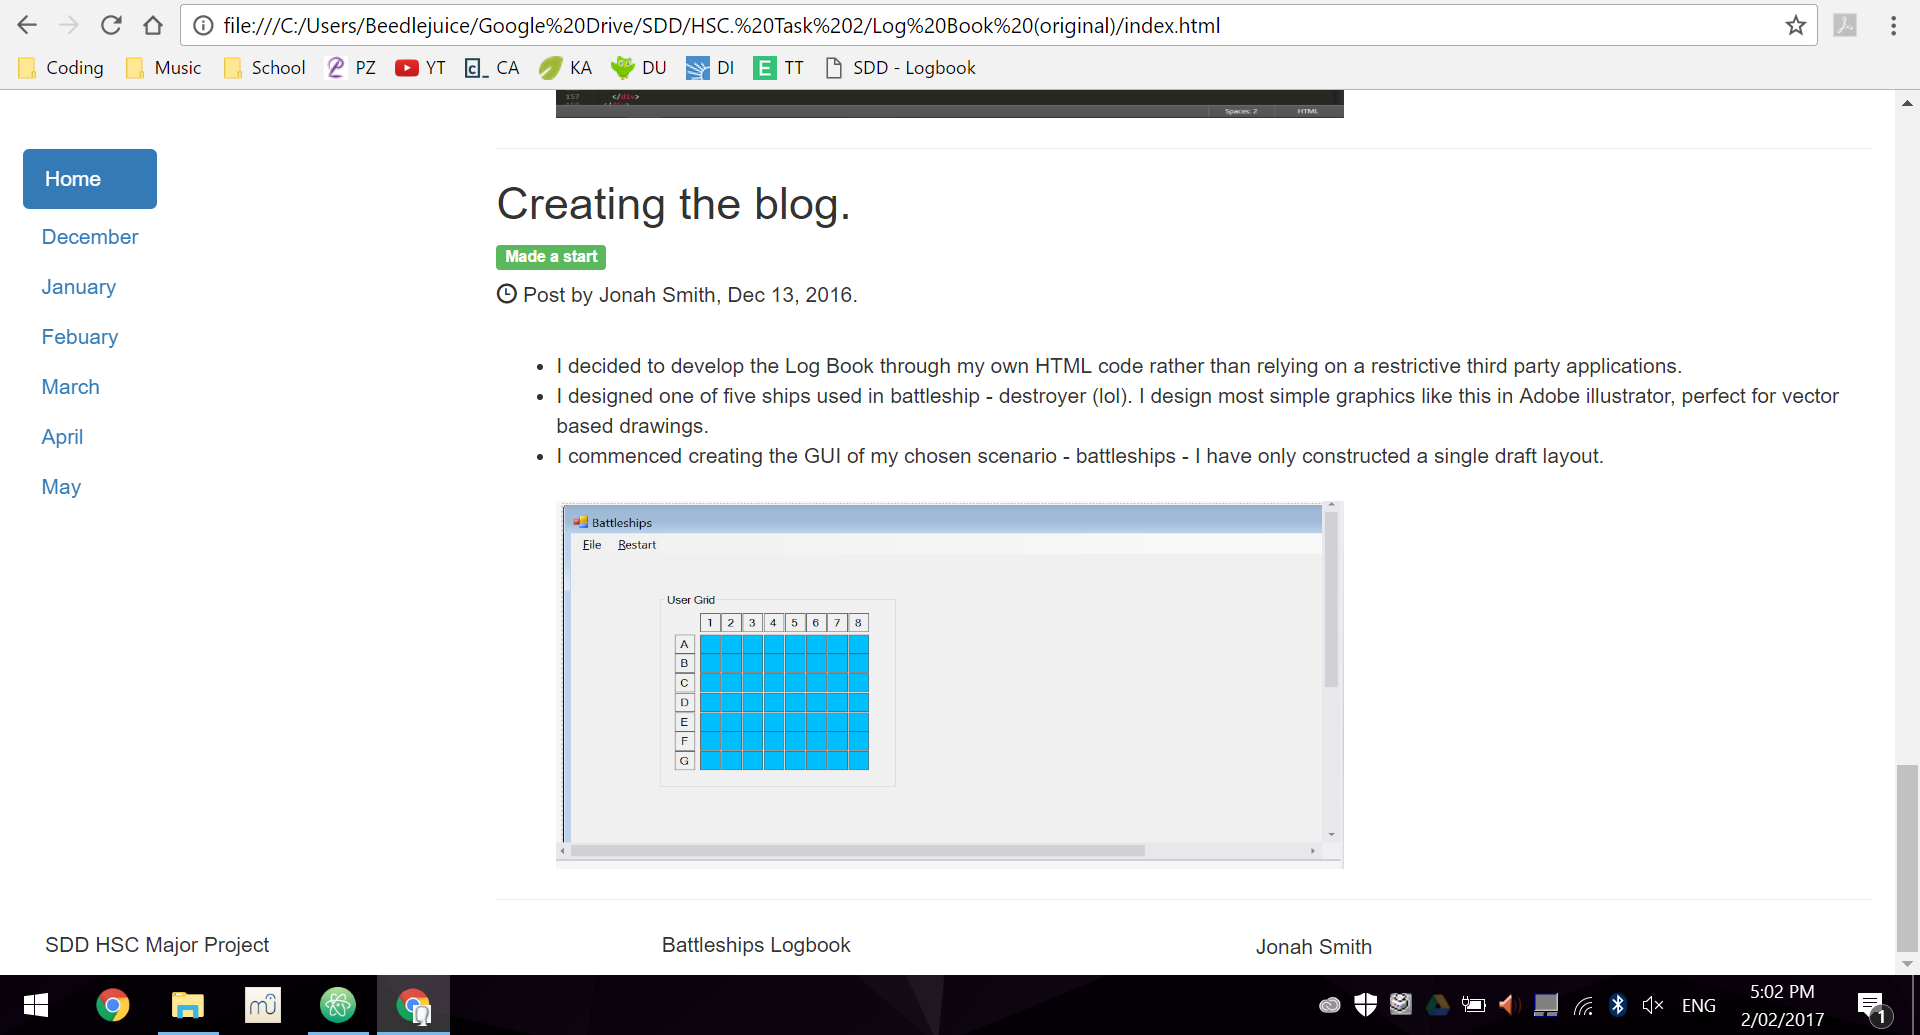 file:///C:/Users/Beedlejuice/Google%20Drive/SDD/HSC.%20Task%202/Log%20Book%20(original)/index.html
Coding Music School PZ YT CA KA DU DI TT SDD - Logbook
157 </div>
Spaces: 2 HTML
Home
December
January
Febuary
March
April
May
Creating the blog.
Made a start
Post by Jonah Smith, Dec 13, 2016.
I decided to develop the Log Book through my own HTML code rather than relying on a restrictive third party applications.
I designed one of five ships used in battleship - destroyer (lol). I design most simple graphics like this in Adobe illustrator, perfect for vector
based drawings.
I commenced creating the GUI of my chosen scenario - battleships - I have only constructed a single draft layout.
Battleships
File Restart
User Grid
1 2 3 4 5 6 7 8
A
B
C
D
E
F
G
SDD HSC Major Project Battleships Logbook Jonah Smith
ENG
5:02 PM
2/02/2017
1